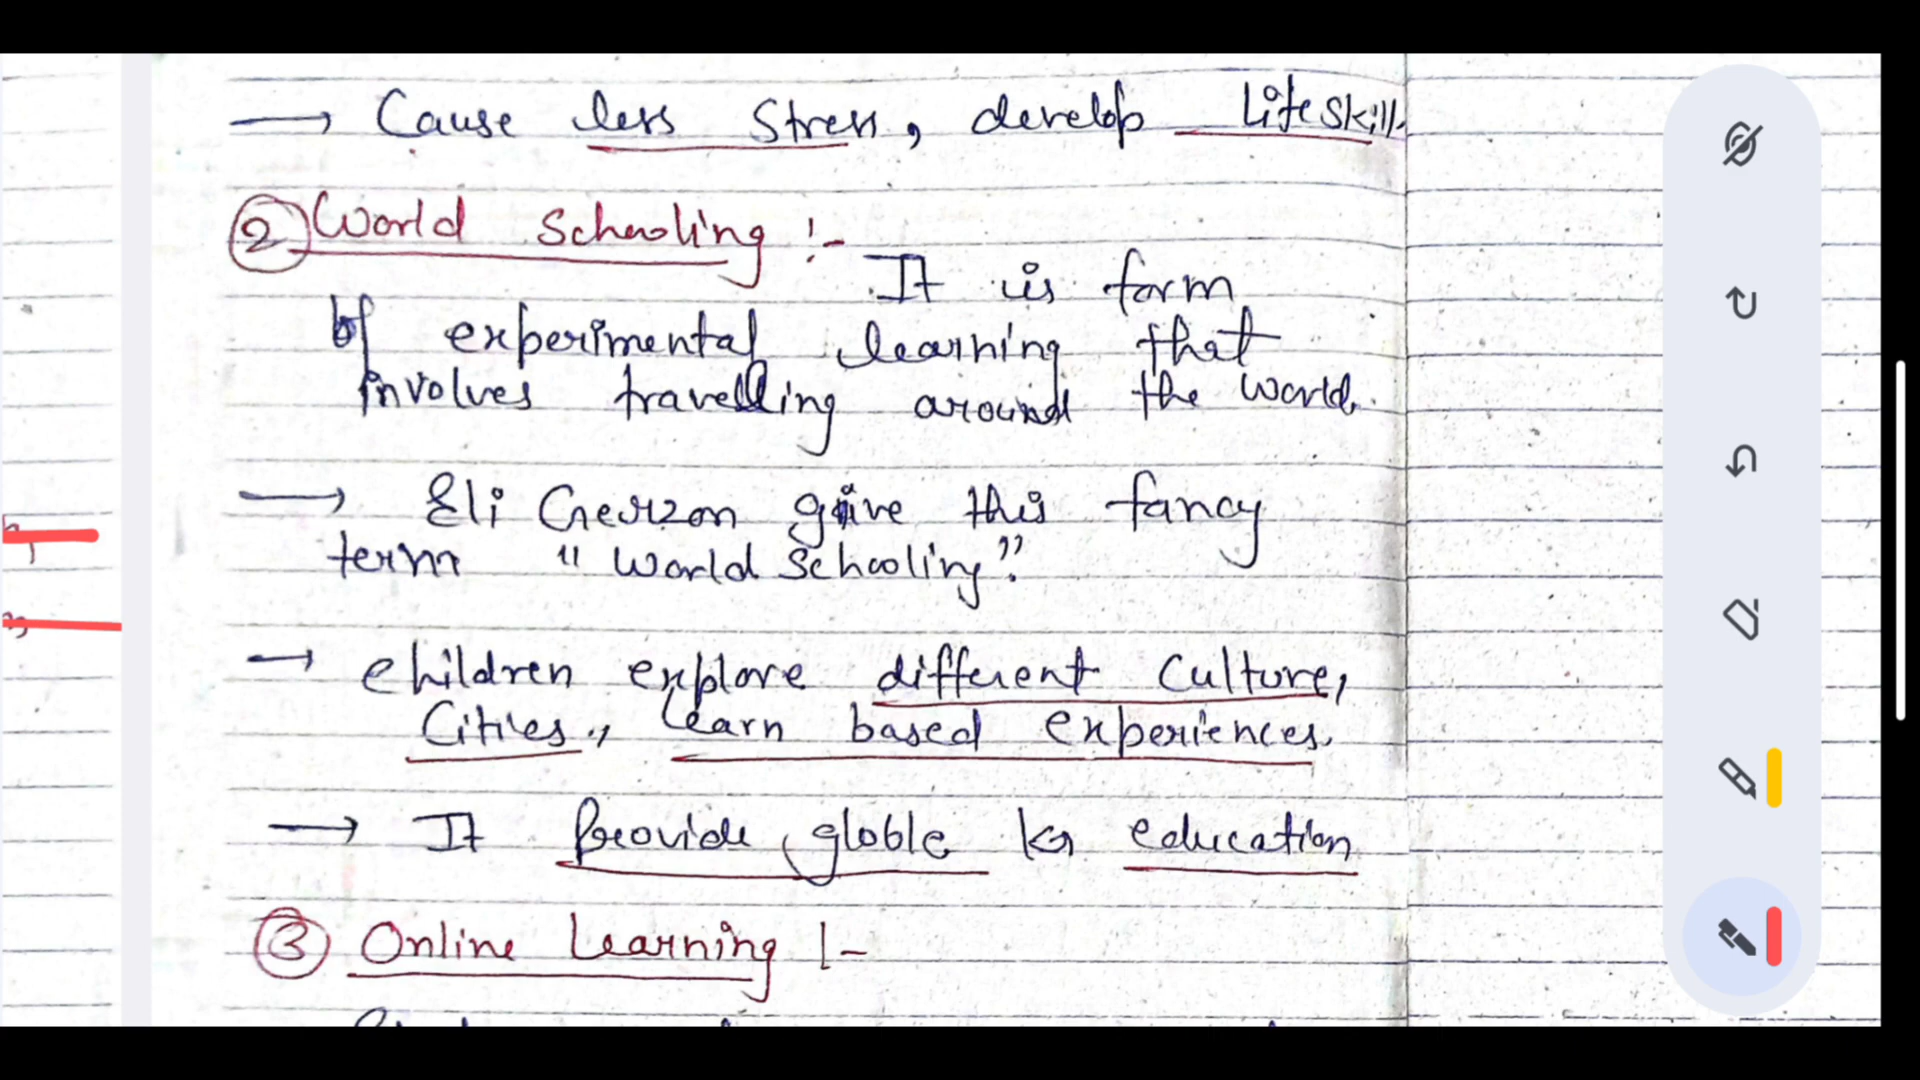 → Cause less stress, develop Life skill.
② World Schooling :-
It is form
of experimental learning that
involves travelling around the world.
→ Eli Gerzon give this fancy
term "World Schooling".
→ children explore different culture,
Cities, learn based experiences.
→ It Provide globle education
③ Online Learning :-